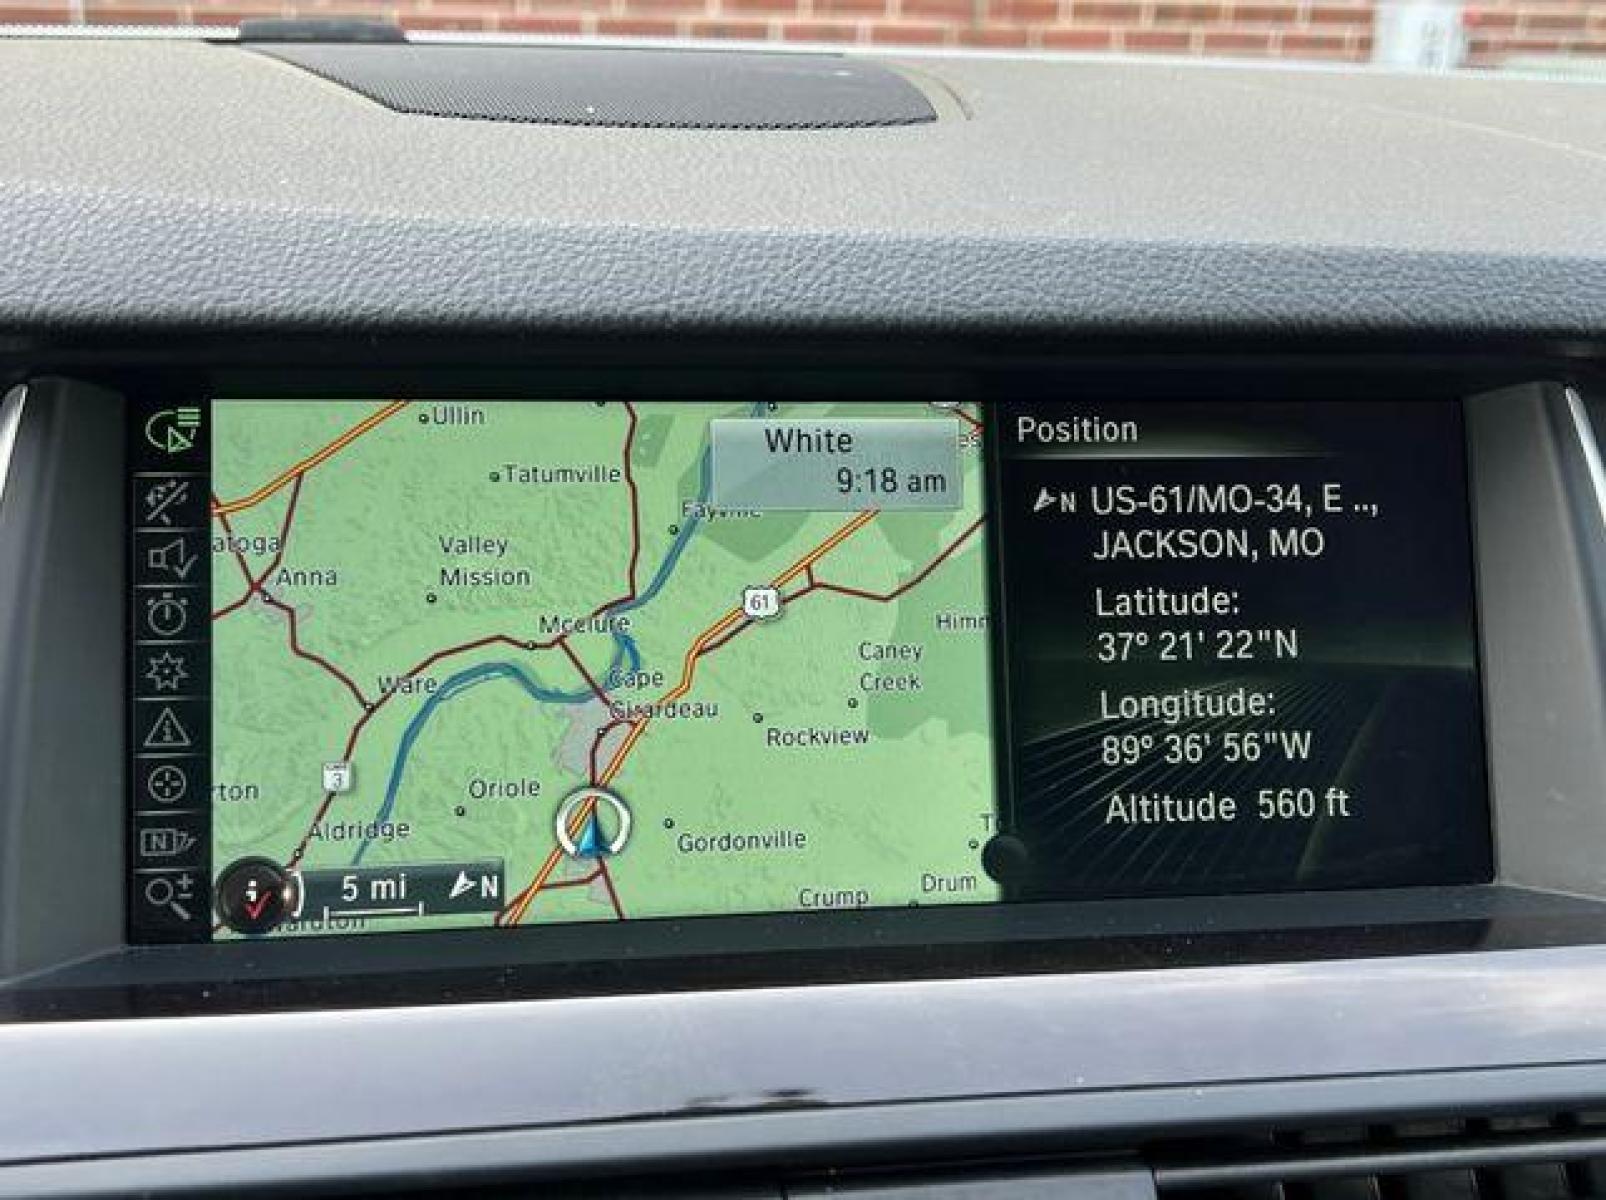 Ullin
White
9:18 am
Position
Tatumville
US-61/MO-34, E ..,
JACKSON, MO
Fayville
Valley
Mission
Anna
61
Latitude:
37° 21' 22"N
Mcclure
Caney
Creek
Ware
Cape
Girardeau
Rockview
Longitude:
89° 36' 56"W
3
Oriole
Altitude 560 ft
Aldridge
Gordonville
N
5 mi
N
Drum
Crump